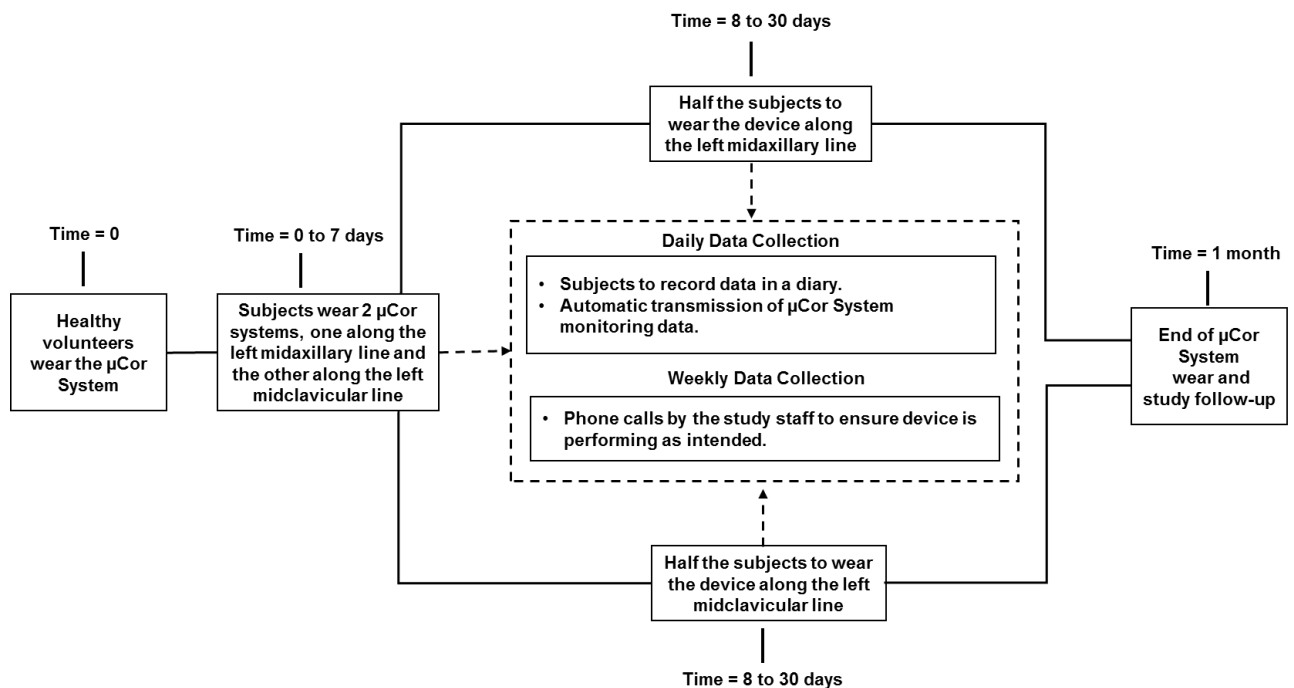 Time = 8 to 30 days
Half the subjects to
wear the device along
the left midaxillary line
Time = 0
Healthy
volunteers
wear the µCor
System
Time = 0 to 7 days
Subjects wear 2 µCor
systems, one along the
left midaxillary line and
the other along the left
midclavicular line
Daily Data Collection
• Subjects to record data in a diary.
• Automatic transmission of µCor System
monitoring data.
Weekly Data Collection
• Phone calls by the study staff to ensure device is
performing as intended.
Time = 1 month
End of µCor
System
wear and
study follow-up
Half the subjects to wear
the device along the left
midclavicular line
Time = 8 to 30 days